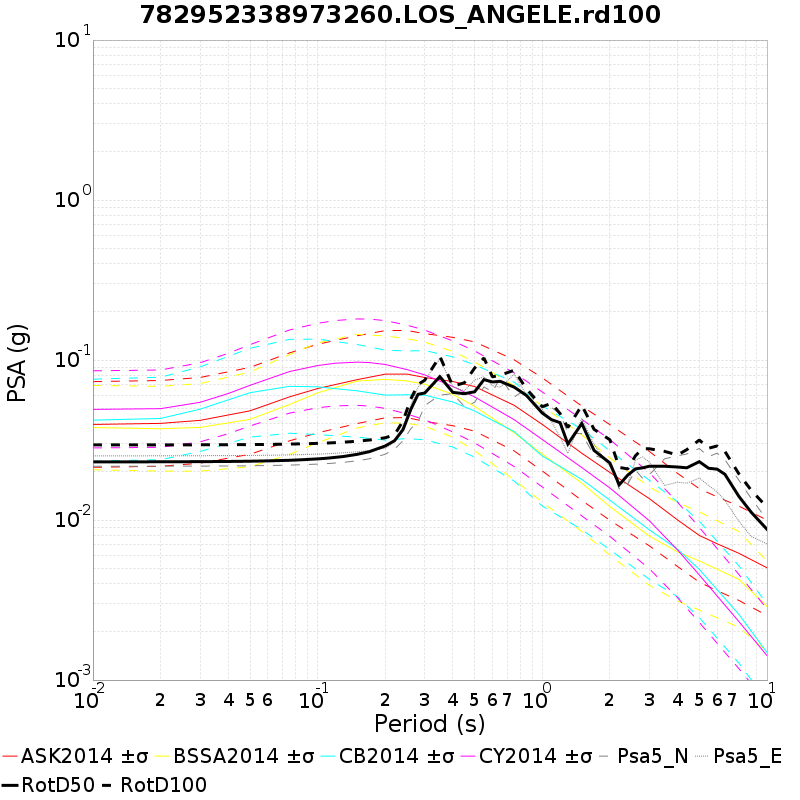 782952338973260.LOS_ANGELE.rd100
10^1
10^0
10^-1
10^-2
10^-3
PSA (g)
10^-2 2 3 4 5 6 10^-1 2 3 4 5 6 7 10^0 2 3 4 5 6 7 10^1
Period (s)
ASK2014 ±σ BSSA2014 ±σ CB2014 ±σ CY2014 ±σ Psa5_N Psa5_E
RotD50 RotD100